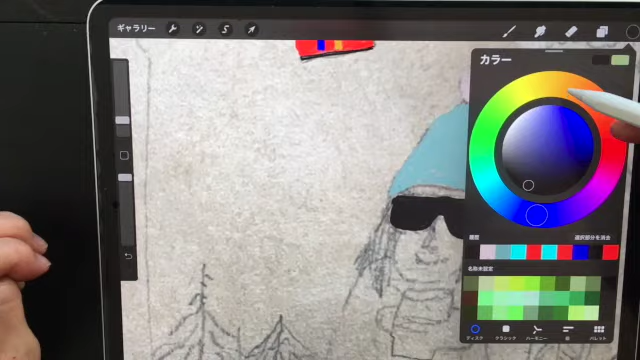 ギャラリー
カラー
履歴 選択部分を消去
名称未設定
ディスク クラシック ハーモニー 値 パレット